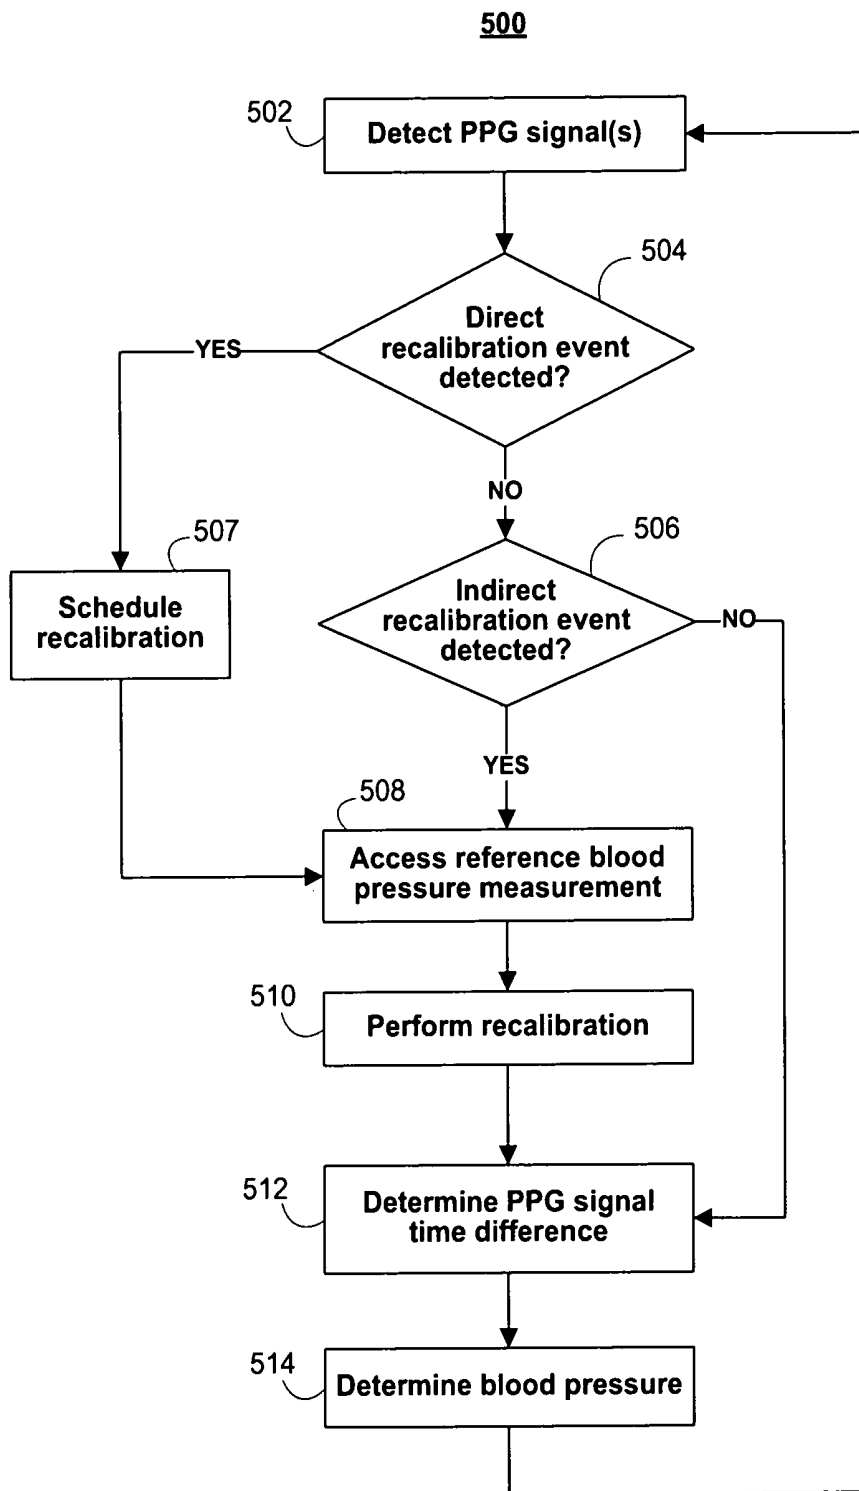 500
502
Detect PPG signal(s)
504
Direct
recalibration event
detected?
YES
NO
507
Schedule
recalibration
506
Indirect
recalibration event
detected?
NO
YES
508
Access reference blood
pressure measurement
510
Perform recalibration
512
Determine PPG signal
time difference
514
Determine blood pressure